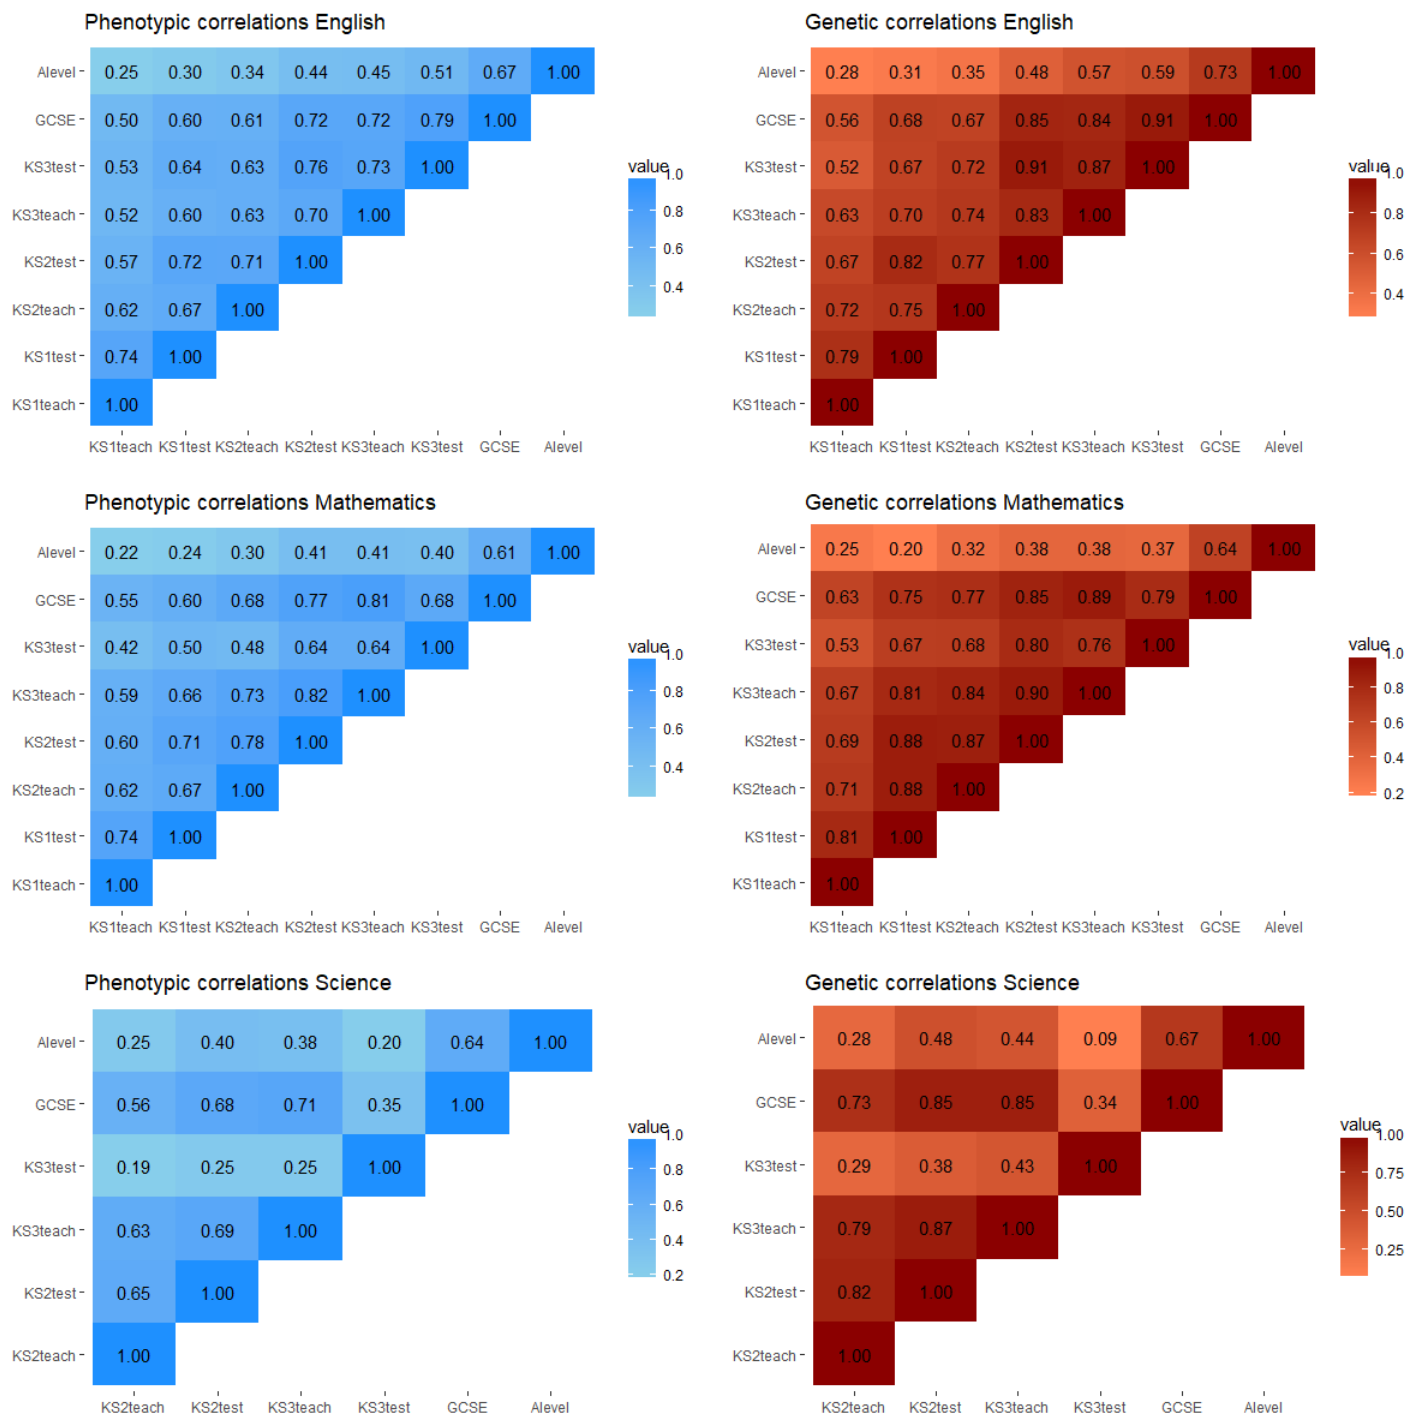 Phenotypic correlations English
Alevel 0.25 0.30 0.34 0.44 0.45 0.51 0.67 1.00
GCSE 0.50 0.60 0.61 0.72 0.72 0.79 1.00
KS3test 0.53 0.64 0.63 0.76 0.73 1.00
KS3teach 0.52 0.60 0.63 0.70 1.00
KS2test 0.57 0.72 0.71 1.00
KS2teach 0.62 0.67 1.00
KS1test 0.74 1.00
KS1teach 1.00
KS1teach KS1test KS2teach KS2test KS3teach KS3test GCSE Alevel
value
1.0
0.8
0.6
0.4
Genetic correlations English
Alevel 0.28 0.31 0.35 0.48 0.57 0.59 0.73 1.00
GCSE 0.56 0.68 0.67 0.85 0.84 0.91 1.00
KS3test 0.52 0.67 0.72 0.91 0.87 1.00
KS3teach 0.63 0.70 0.74 0.83 1.00
KS2test 0.67 0.82 0.77 1.00
KS2teach 0.72 0.75 1.00
KS1test 0.79 1.00
KS1teach 1.00
KS1teach KS1test KS2teach KS2test KS3teach KS3test GCSE Alevel
value
1.0
0.8
0.6
0.4
Phenotypic correlations Mathematics
Alevel 0.22 0.24 0.30 0.41 0.41 0.40 0.61 1.00
GCSE 0.55 0.60 0.68 0.77 0.81 0.68 1.00
KS3test 0.42 0.50 0.48 0.64 0.64 1.00
KS3teach 0.59 0.66 0.73 0.82 1.00
KS2test 0.60 0.71 0.78 1.00
KS2teach 0.62 0.67 1.00
KS1test 0.74 1.00
KS1teach 1.00
KS1teach KS1test KS2teach KS2test KS3teach KS3test GCSE Alevel
value
1.0
0.8
0.6
0.4
Genetic correlations Mathematics
Alevel 0.25 0.20 0.32 0.38 0.38 0.37 0.64 1.00
GCSE 0.63 0.75 0.77 0.85 0.89 0.79 1.00
KS3test 0.53 0.67 0.68 0.80 0.76 1.00
KS3teach 0.67 0.81 0.84 0.90 1.00
KS2test 0.69 0.88 0.87 1.00
KS2teach 0.71 0.88 1.00
KS1test 0.81 1.00
KS1teach 1.00
KS1teach KS1test KS2teach KS2test KS3teach KS3test GCSE Alevel
value
1.0
0.8
0.6
0.4
0.2
Phenotypic correlations Science
Alevel 0.25 0.40 0.38 0.20 0.64 1.00
GCSE 0.56 0.68 0.71 0.35 1.00
KS3test 0.19 0.25 0.25 1.00
KS3teach 0.63 0.69 1.00
KS2test 0.65 1.00
KS2teach 1.00
KS2teach KS2test KS3teach KS3test GCSE Alevel
value
1.0
0.8
0.6
0.4
0.2
Genetic correlations Science
Alevel 0.28 0.48 0.44 0.09 0.67 1.00
GCSE 0.73 0.85 0.85 0.34 1.00
KS3test 0.29 0.38 0.43 1.00
KS3teach 0.79 0.87 1.00
KS2test 0.82 1.00
KS2teach 1.00
KS2teach KS2test KS3teach KS3test GCSE Alevel
value
1.00
0.75
0.50
0.25